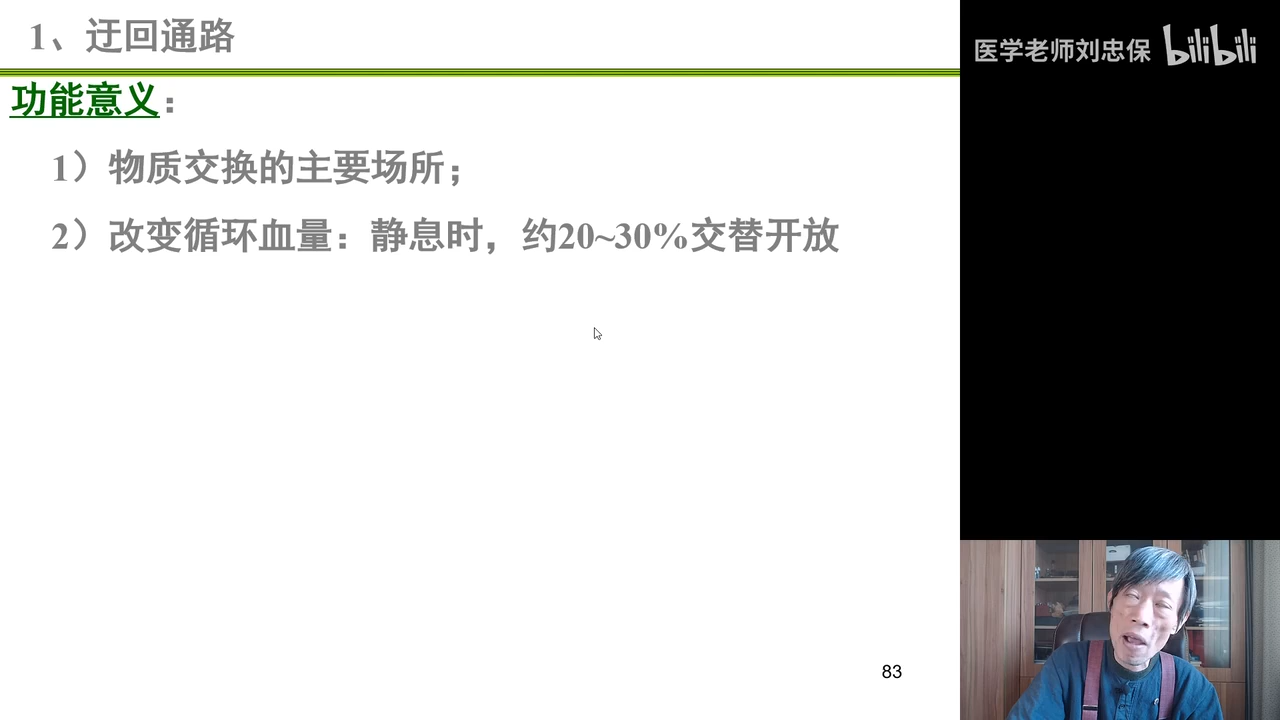 1、迂回通路
医学老师刘忠保 bilibili
功能意义：
1）物质交换的主要场所；
2）改变循环血量：静息时，约20~30%交替开放
83